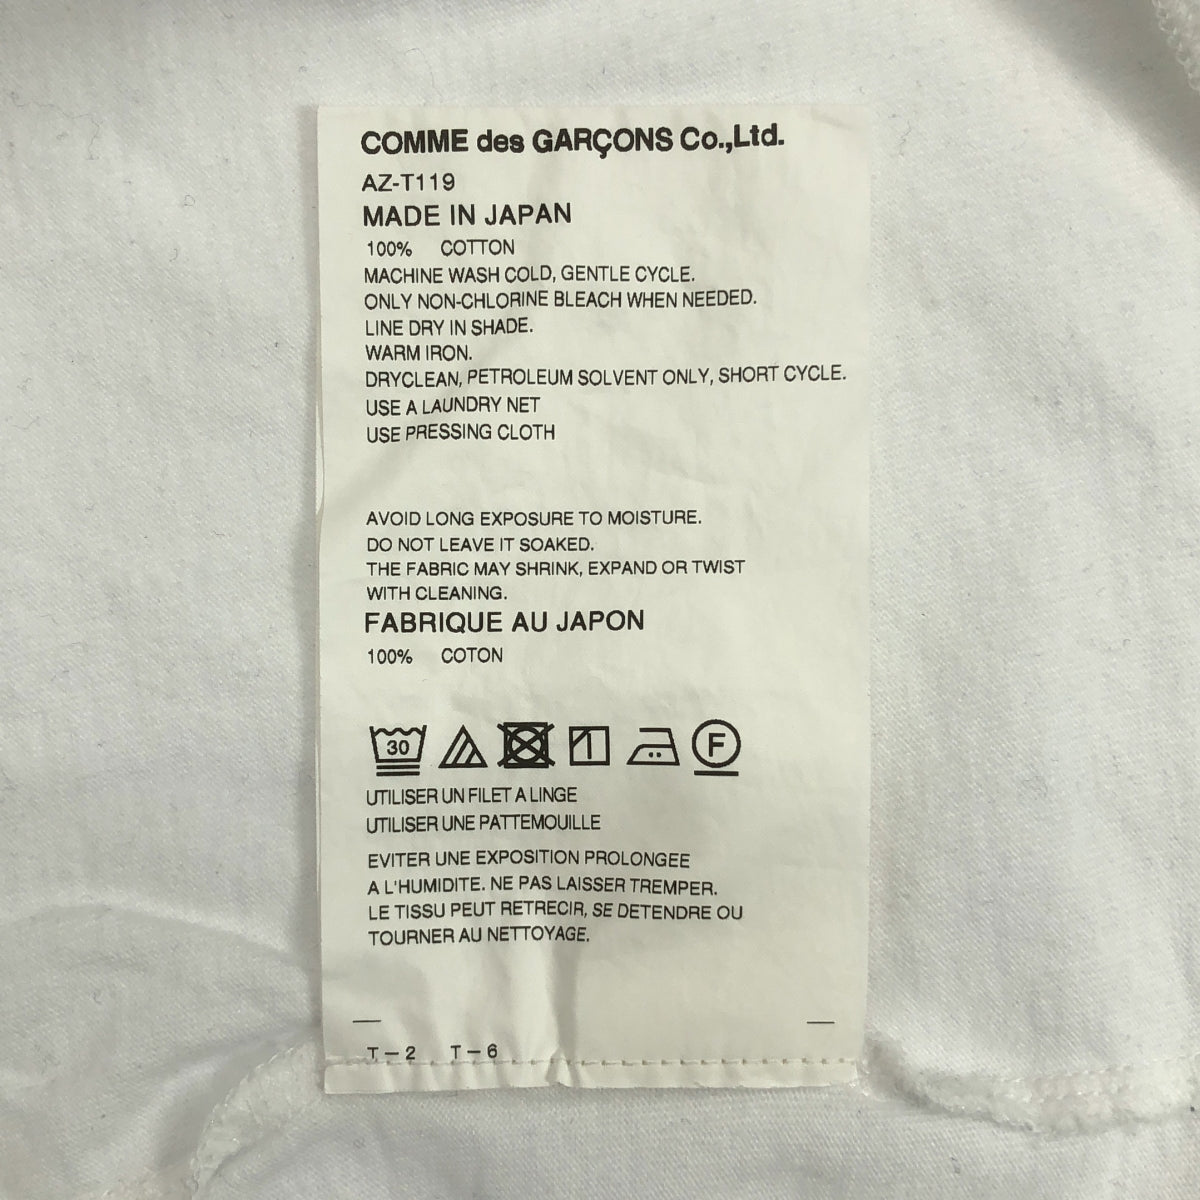 COMME des GARÇONS Co.,Ltd.
AZ-T119
MADE IN JAPAN
100% COTTON
MACHINE WASH COLD, GENTLE CYCLE.
ONLY NON-CHLORINE BLEACH WHEN NEEDED.
LINE DRY IN SHADE.
WARM IRON.
DRYCLEAN, PETROLEUM SOLVENT ONLY, SHORT CYCLE.
USE A LAUNDRY NET
USE PRESSING CLOTH
AVOID LONG EXPOSURE TO MOISTURE.
DO NOT LEAVE IT SOAKED.
THE FABRIC MAY SHRINK, EXPAND OR TWIST
WITH CLEANING.
FABRIQUE AU JAPON
100% COTON
30 F
UTILISER UN FILET A LINGE
UTILISER UNE PATTEMOUILLE
EVITER UNE EXPOSITION PROLONGEE
A L'HUMIDITE. NE PAS LAISSER TREMPER.
LE TISSU PEUT RETRECIR, SE DETENDRE OU
TOURNER AU NETTOYAGE.
T-2 T-6